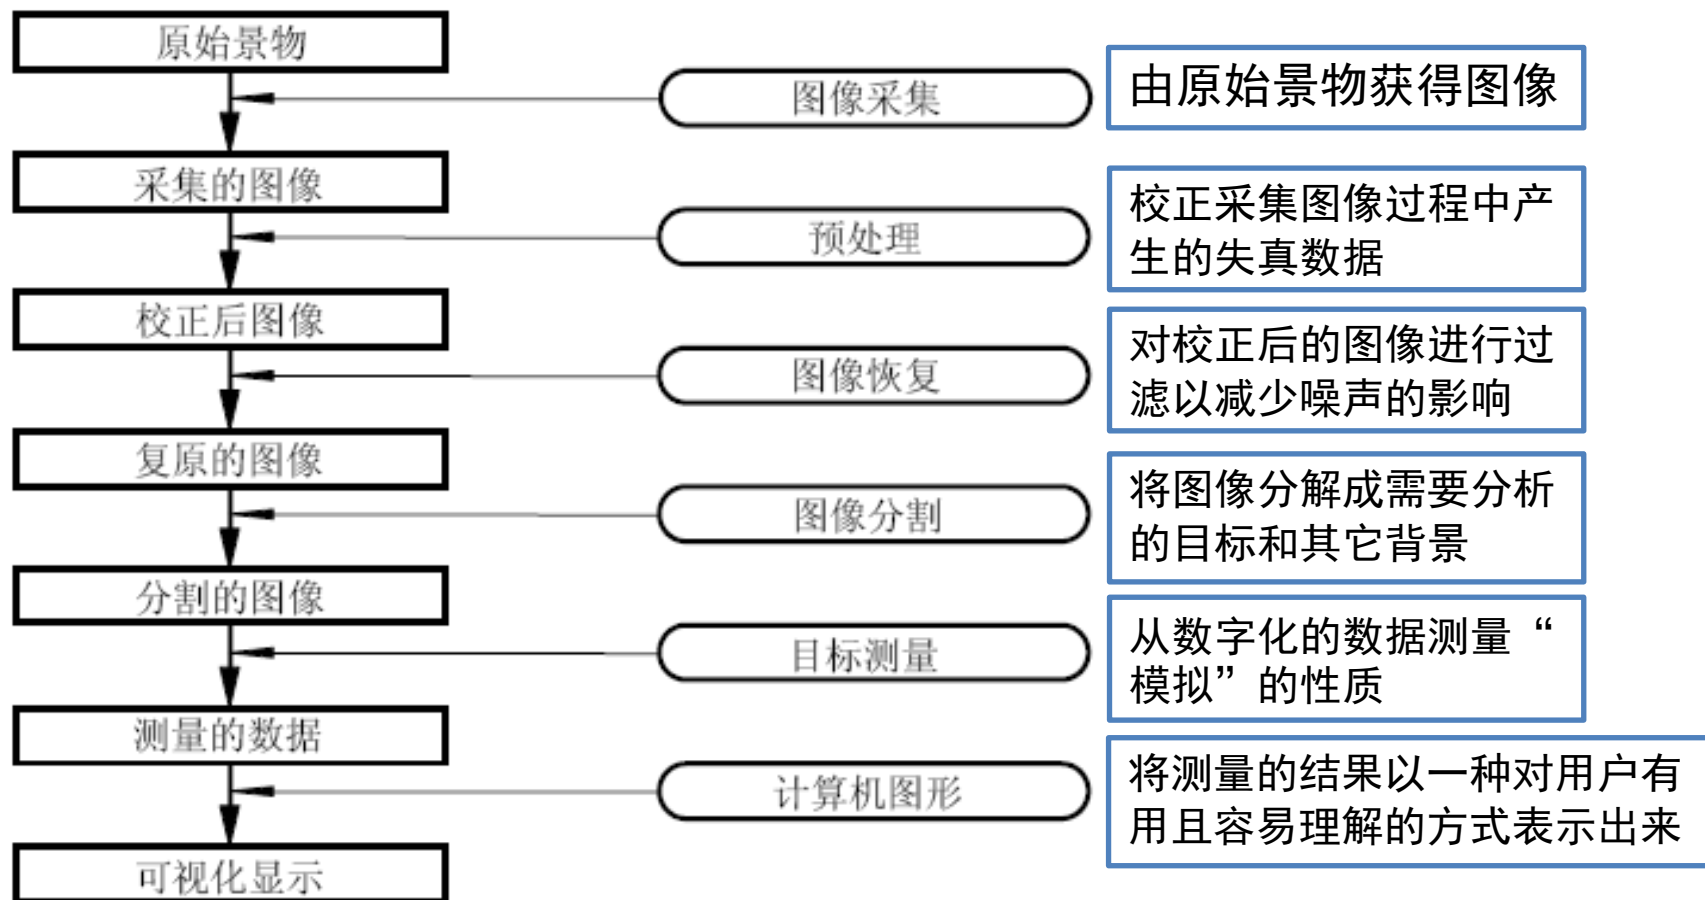 原始景物
图像采集
由原始景物获得图像
采集的图像
预处理
校正采集图像过程中产
生的失真数据
校正后图像
图像恢复
对校正后的图像进行过
滤以减少噪声的影响
复原的图像
图像分割
将图像分解成需要分析
的目标和其它背景
分割的图像
目标测量
从数字化的数据测量“
模拟”的性质
测量的数据
计算机图形
将测量的结果以一种对用户有
用且容易理解的方式表示出来
可视化显示